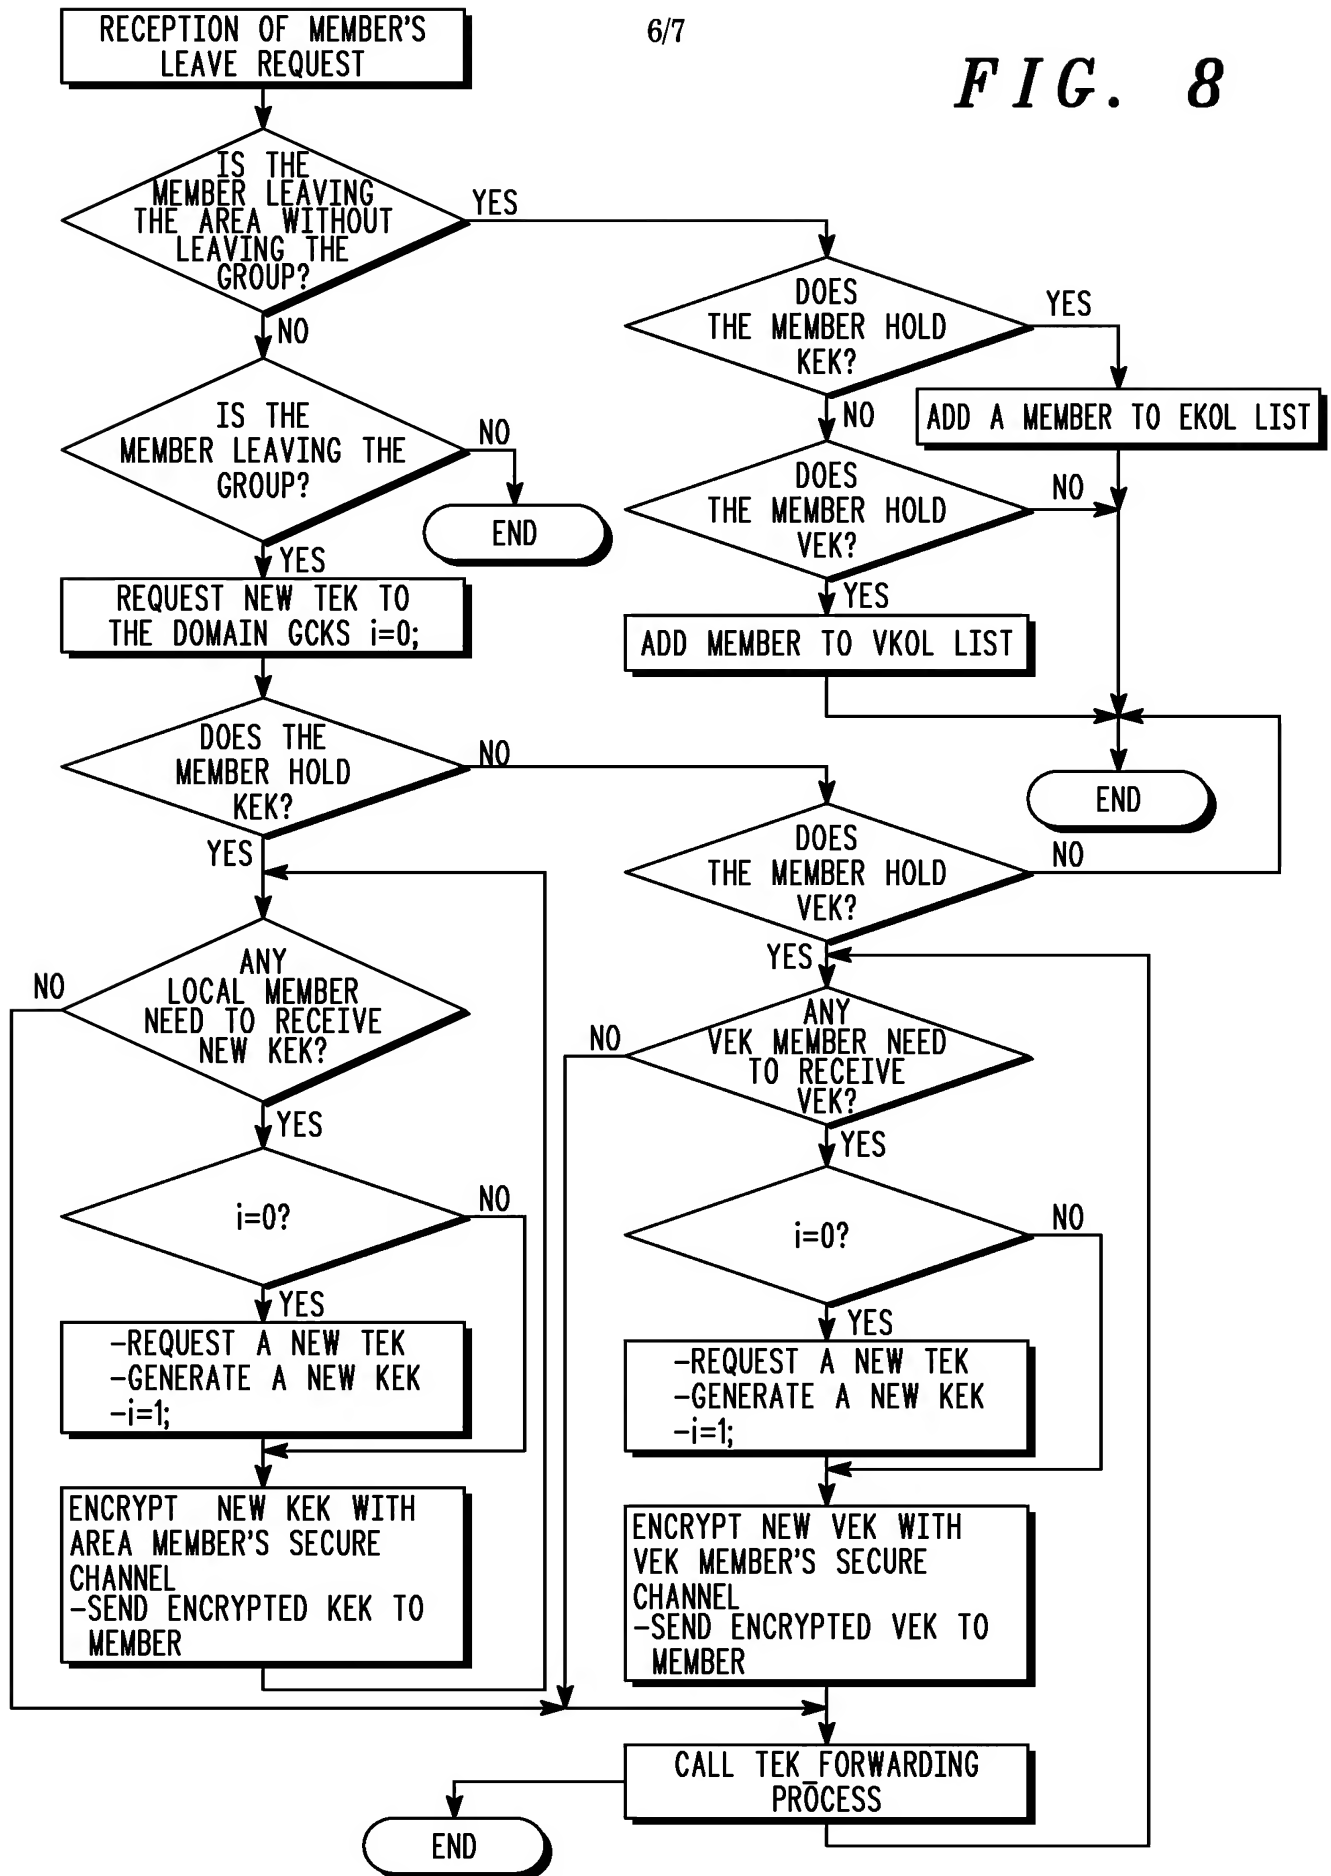 6/7
FIG. 8
RECEPTION OF MEMBER'S
LEAVE REQUEST
IS THE
MEMBER LEAVING
THE AREA WITHOUT
LEAVING THE
GROUP?
YES
NO
DOES
THE MEMBER HOLD
KEK?
YES
NO
ADD A MEMBER TO EKOL LIST
IS THE
MEMBER LEAVING THE
GROUP?
NO
END
YES
DOES
THE MEMBER HOLD
VEK?
NO
YES
ADD MEMBER TO VKOL LIST
END
REQUEST NEW TEK TO
THE DOMAIN GCKS i=0;
DOES THE
MEMBER HOLD
KEK?
NO
YES
DOES
THE MEMBER HOLD
VEK?
NO
YES
ANY
LOCAL MEMBER
NEED TO RECEIVE
NEW KEK?
NO
YES
ANY
VEK MEMBER NEED
TO RECEIVE
VEK?
NO
YES
i=0?
NO
YES
i=0?
NO
YES
-REQUEST A NEW TEK
-GENERATE A NEW KEK
-i=1;
-REQUEST A NEW TEK
-GENERATE A NEW KEK
-i=1;
ENCRYPT NEW KEK WITH
AREA MEMBER'S SECURE
CHANNEL
-SEND ENCRYPTED KEK TO
MEMBER
ENCRYPT NEW VEK WITH
VEK MEMBER'S SECURE
CHANNEL
-SEND ENCRYPTED VEK TO
MEMBER
CALL TEK_FORWARDING
PROCESS
END